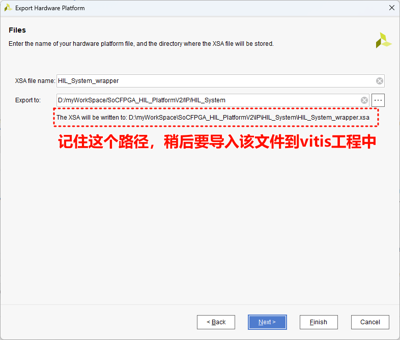 Export Hardware Platform
Files
Enter the name of your hardware platform file, and the directory where the XSA file will be stored.
XSA file name: HIL_System_wrapper
Export to: D:/myWorkSpace/SoCFPGA_HIL_PlatformV2/IP/HIL_System
The XSA will be written to: D:\myWorkSpace\SoCFPGA_HIL_PlatformV2\IP\HIL_System\HIL_System_wrapper.xsa
记住这个路径，稍后要导入该文件到vitis工程中
< Back
Next >
Finish
Cancel